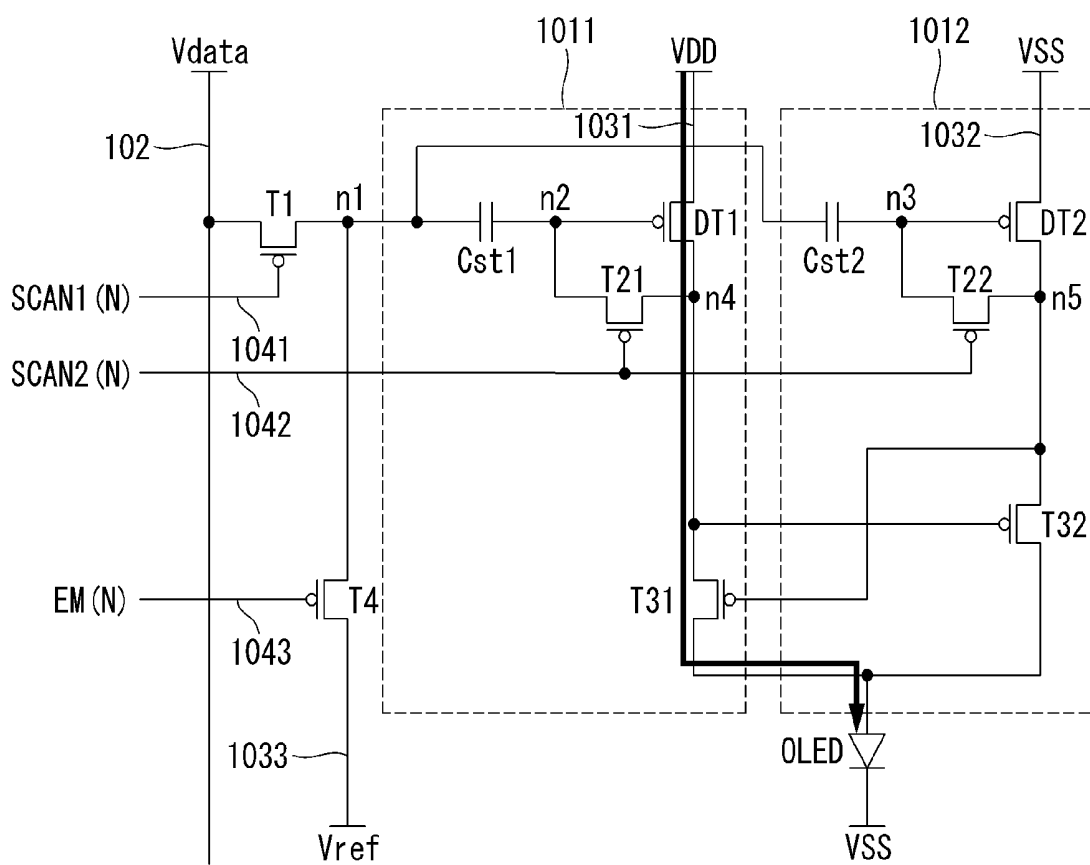 1011
1012
Vdata
VDD
VSS
102
1031
1032
T1
n1
n2
n3
DT1
DT2
Cst1
Cst2
T21
T22
SCAN1(N)
n4
n5
1041
SCAN2(N)
1042
T32
EM(N)
T4
T31
1043
1033
OLED
Vref
VSS